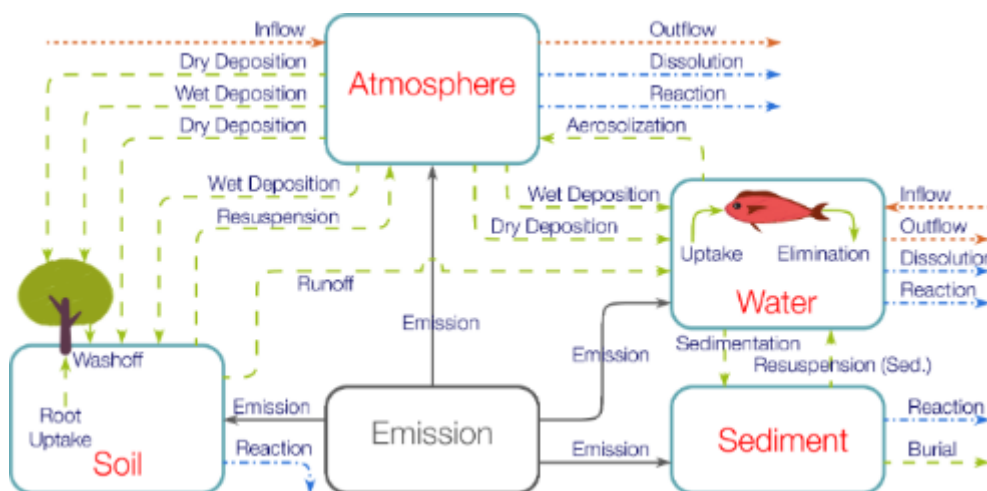 Inflow
Outflow
Dry Deposition
Dissolution
Wet Deposition
Atmosphere
Reaction
Dry Deposition
Aerosolization
Wet Deposition
Wet Deposition
Inflow
Resuspension
Dry Deposition
Outflow
Uptake
Elimination
Dissolution
Runoff
Reaction
Water
Emission
Sedimentation
Washoff
Emission
Resuspension (Sed.)
Root
Uptake
Emission
Emission
Reaction
Sediment
Soil
Reaction
Emission
Burial